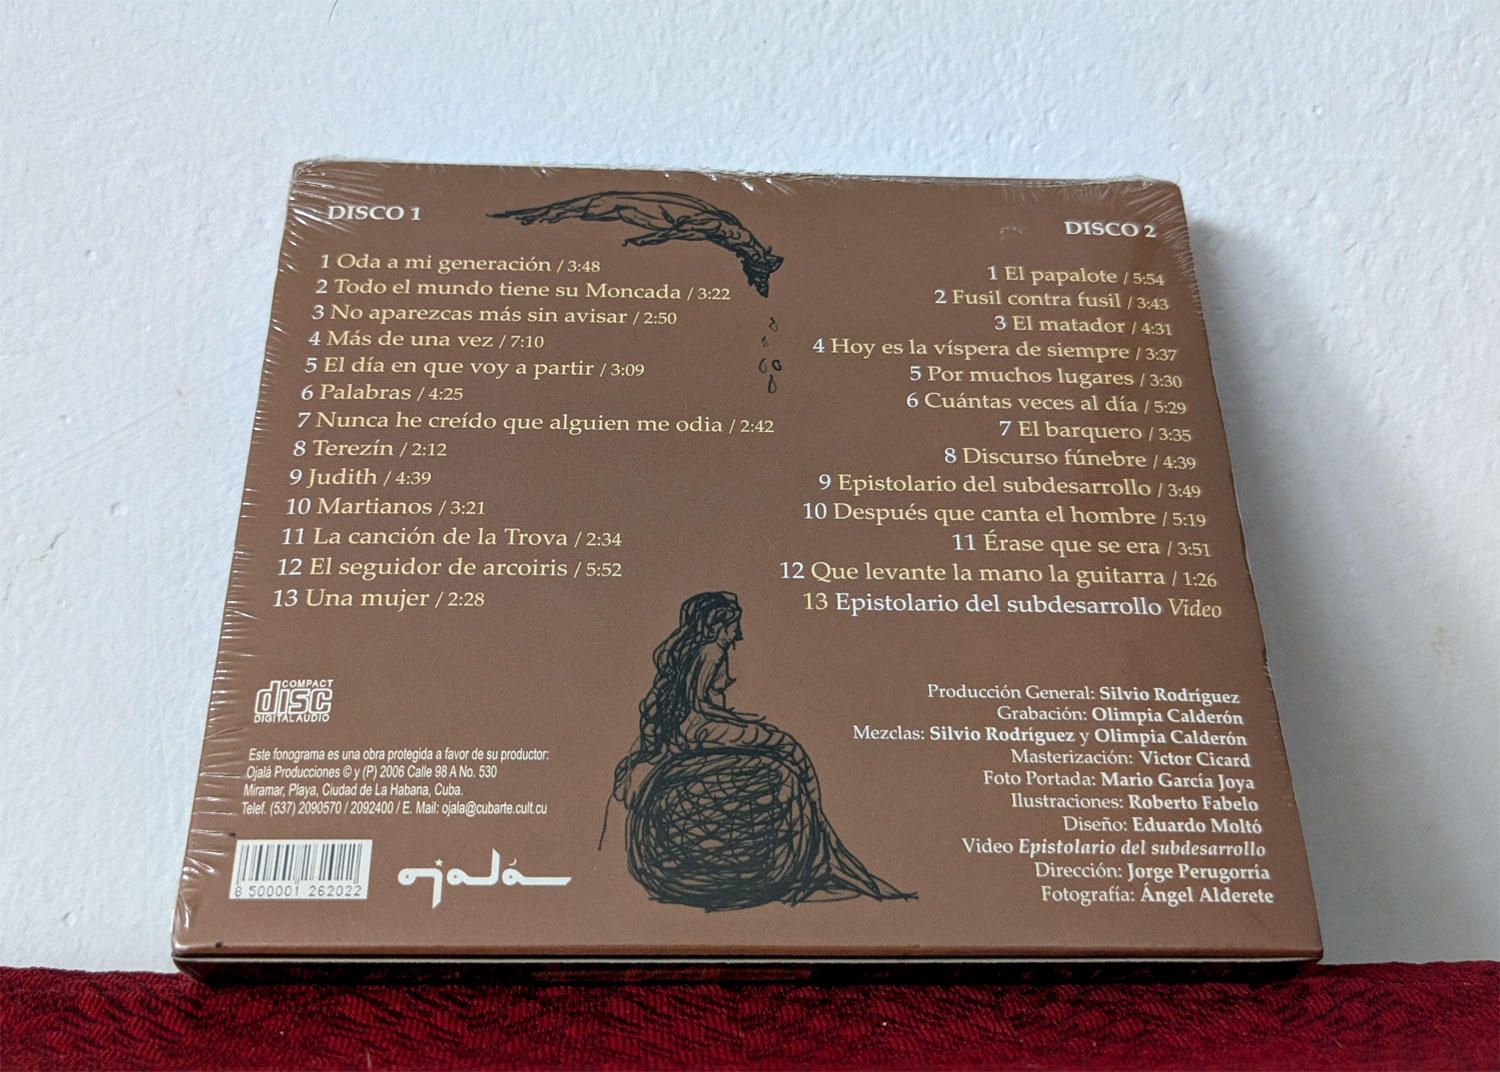 DISCO 1
1 Oda a mi generación / 3:48
2 Todo el mundo tiene su Moncada / 3:22
3 No aparezcas más sin avisar / 2:50
4 Más de una vez / 7:10
5 El día en que voy a partir / 3:09
6 Palabras / 4:25
7 Nunca he creído que alguien me odia / 2:42
8 Terezín / 2:12
9 Judith / 4:39
10 Martianos / 3:21
11 La canción de la Trova / 2:34
12 El seguidor de arcoiris / 5:52
13 Una mujer / 2:28
DISCO 2
1 El papalote / 5:54
2 Fusil contra fusil / 3:43
3 El matador / 4:31
4 Hoy es la víspera de siempre / 3:37
5 Por muchos lugares / 3:30
6 Cuántas veces al día / 5:29
7 El barquero / 3:35
8 Discurso fúnebre / 4:39
9 Epistolario del subdesarrollo / 3:49
10 Después que canta el hombre / 5:19
11 Érase que se era / 3:51
12 Que levante la mano la guitarra / 1:26
13 Epistolario del subdesarrollo Video
COMPACT
disc
DIGITAL AUDIO
Este fonograma es una obra protegida a favor de su productor:
Ojalá Producciones © y (P) 2006 Calle 98 A No. 530
Miramar, Playa, Ciudad de La Habana, Cuba.
Telef. (537) 2090570 / 2092400 / E. Mail: ojala@cubarte.cult.cu
8 500001 262022
ojalá
Producción General: Silvio Rodríguez
Grabación: Olimpia Calderón
Mezclas: Silvio Rodríguez y Olimpia Calderón
Masterización: Victor Cicard
Foto Portada: Mario García Joya
Ilustraciones: Roberto Fabelo
Diseño: Eduardo Moltó
Video Epistolario del subdesarrollo
Dirección: Jorge Perugorría
Fotografía: Ángel Alderete